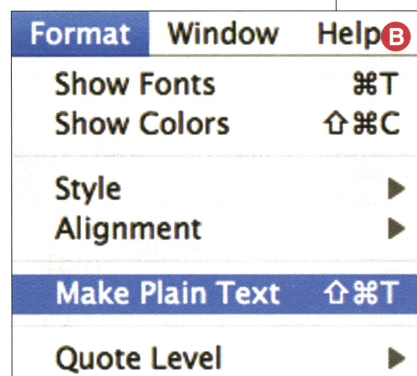 Format Window Help B
Show Fonts ⌘T
Show Colors ⇧⌘C
Style ▶
Alignment ▶
Make Plain Text ⇧⌘T
Quote Level ▶